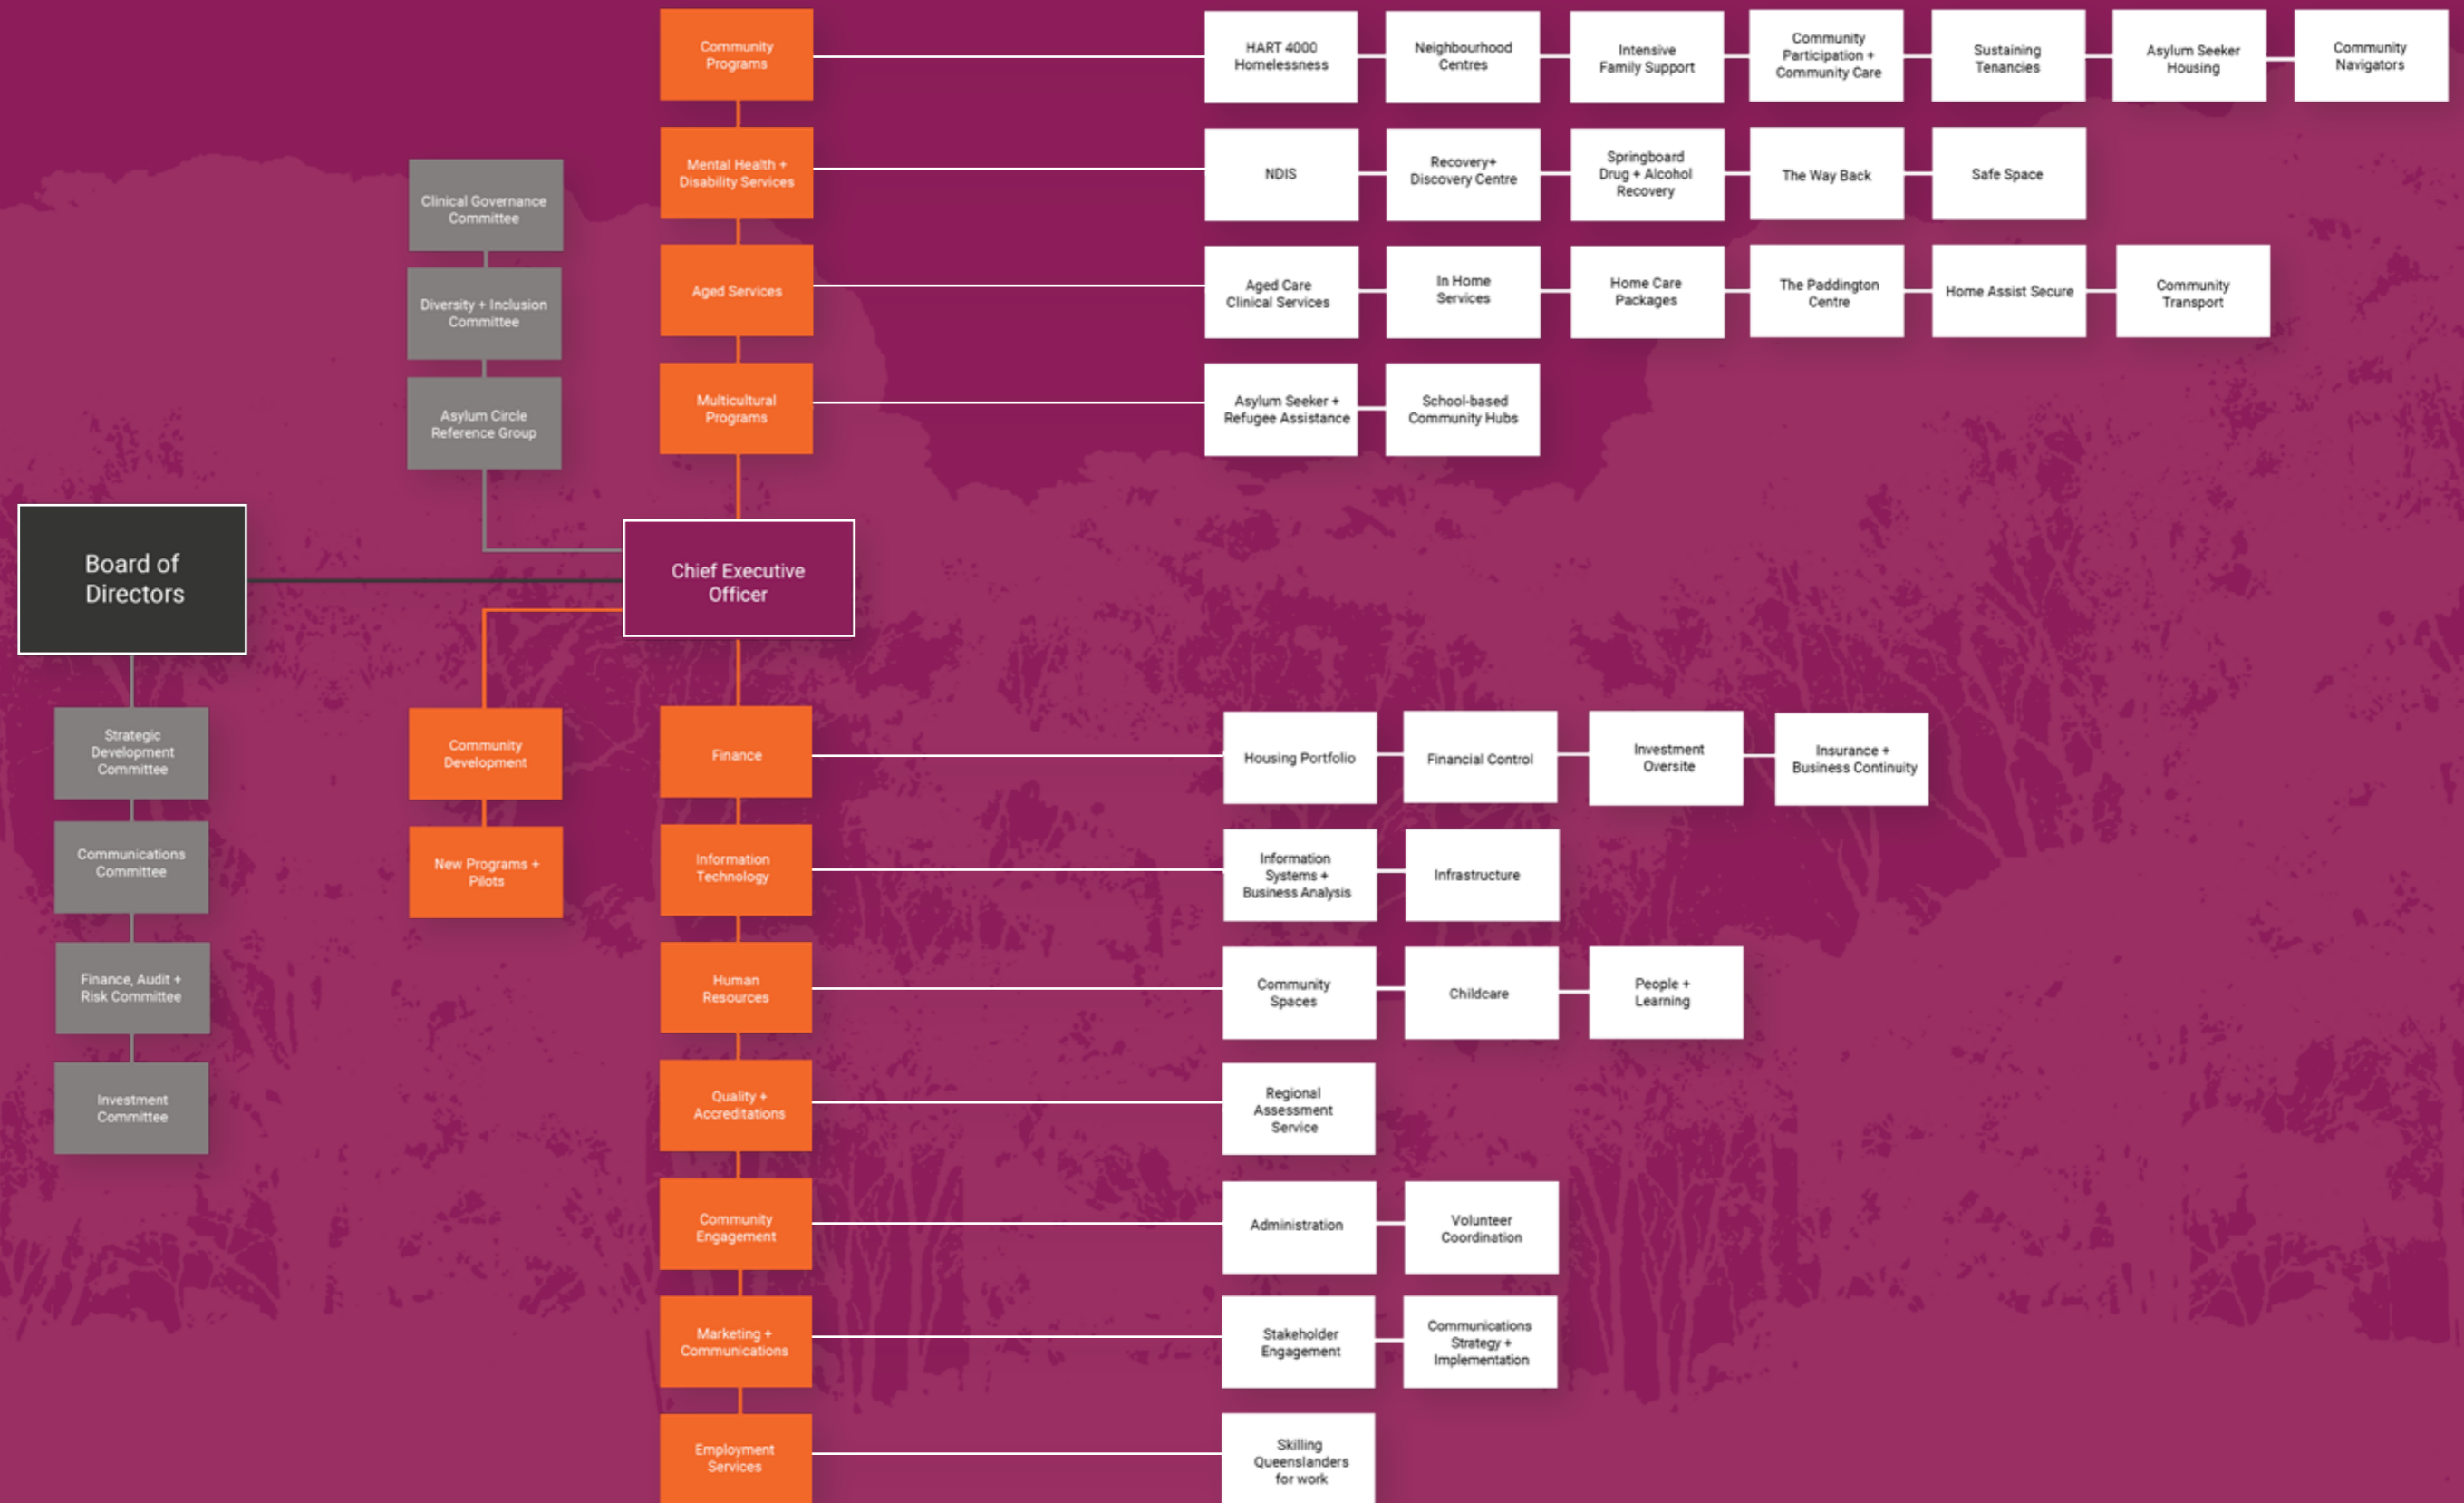 Community
Programs
HART 4000
Homelessness
Neighbourhood
Centres
Intensive
Family Support
Community
Participation +
Community Care
Sustaining
Tenancies
Asylum Seeker
Housing
Community
Navigators
Mental Health +
Disability Services
NDIS
Recovery+
Discovery Centre
Springboard
Drug + Alcohol
Recovery
The Way Back
Safe Space
Aged Services
Aged Care
Clinical Services
In Home
Services
Home Care
Packages
The Paddington
Centre
Home Assist Secure
Community
Transport
Multicultural
Programs
Asylum Seeker +
Refugee Assistance
School-based
Community Hubs
Clinical Governance
Committee
Diversity + Inclusion
Committee
Asylum Circle
Reference Group
Board of
Directors
Chief Executive
Officer
Strategic
Development
Committee
Communications
Committee
Finance, Audit +
Risk Committee
Investment
Committee
Community
Development
New Programs +
Pilots
Finance
Housing Portfolio
Financial Control
Investment
Oversite
Insurance +
Business Continuity
Information
Technology
Information
Systems +
Business Analysis
Infrastructure
Human
Resources
Community
Spaces
Childcare
People +
Learning
Quality +
Accreditations
Regional
Assessment
Service
Community
Engagement
Administration
Volunteer
Coordination
Marketing +
Communications
Stakeholder
Engagement
Communications
Strategy +
Implementation
Employment
Services
Skilling
Queenslanders
for work